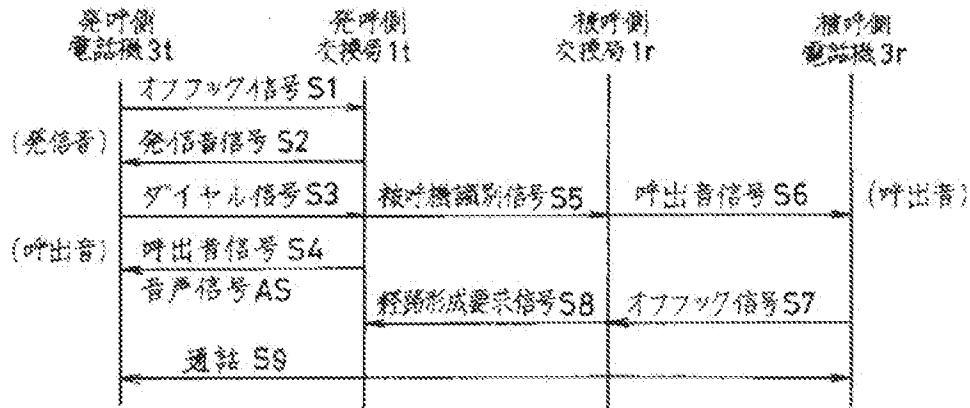 発呼側
電話機3t
発呼側
交換局1t
被呼側
交換局1r
被呼側
電話機3r
オフフック信号S1
(発信音)
発信音信号S2
ダイヤル信号S3
被呼機識別信号S5
呼出音信号S6
(呼出音)
(呼出音)
呼出音信号S4
音声信号AS
経路形成要求信号S8
オフフック信号S7
通話S9